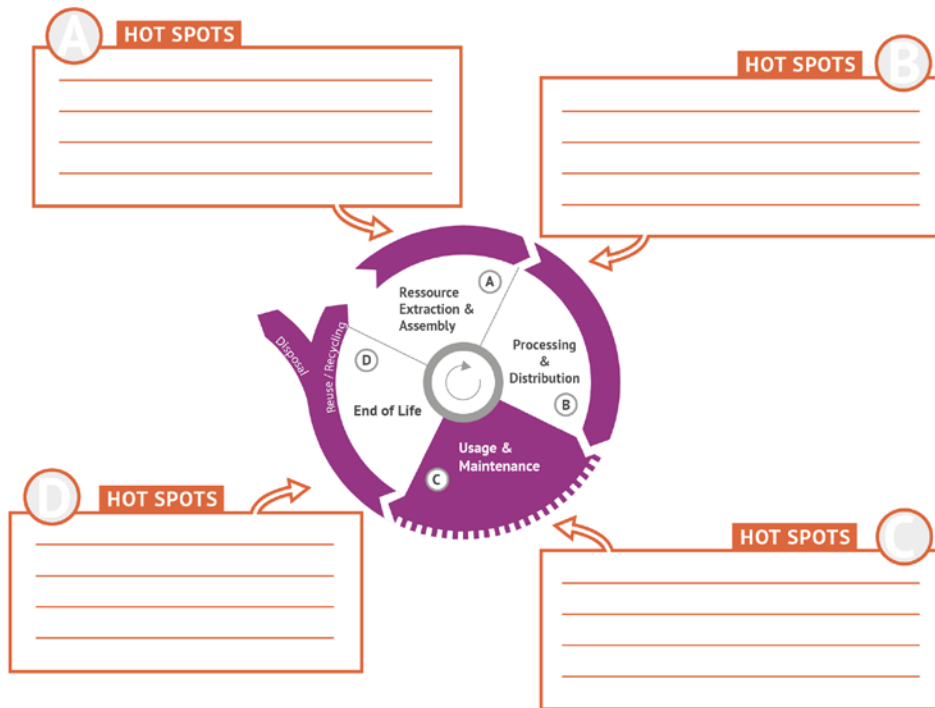 A
HOT SPOTS
HOT SPOTS
B
A
Ressource
Extraction &
Assembly
Processing
&
Distribution
B
Disposal
Reuse / Recycling
D
End of Life
Usage &
Maintenance
C
D
HOT SPOTS
HOT SPOTS
C